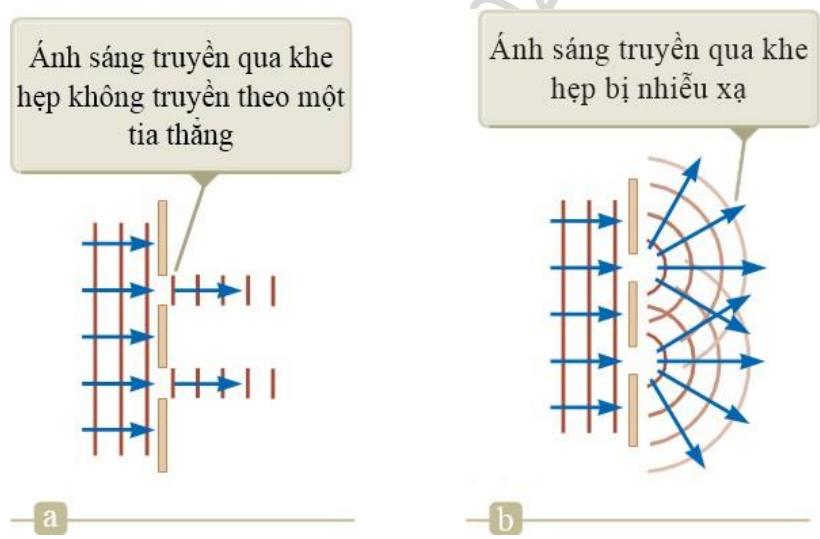 Ánh sáng truyền qua khe
hẹp không truyền theo một
tia thẳng
Ánh sáng truyền qua khe
hẹp bị nhiễu xạ
a
b